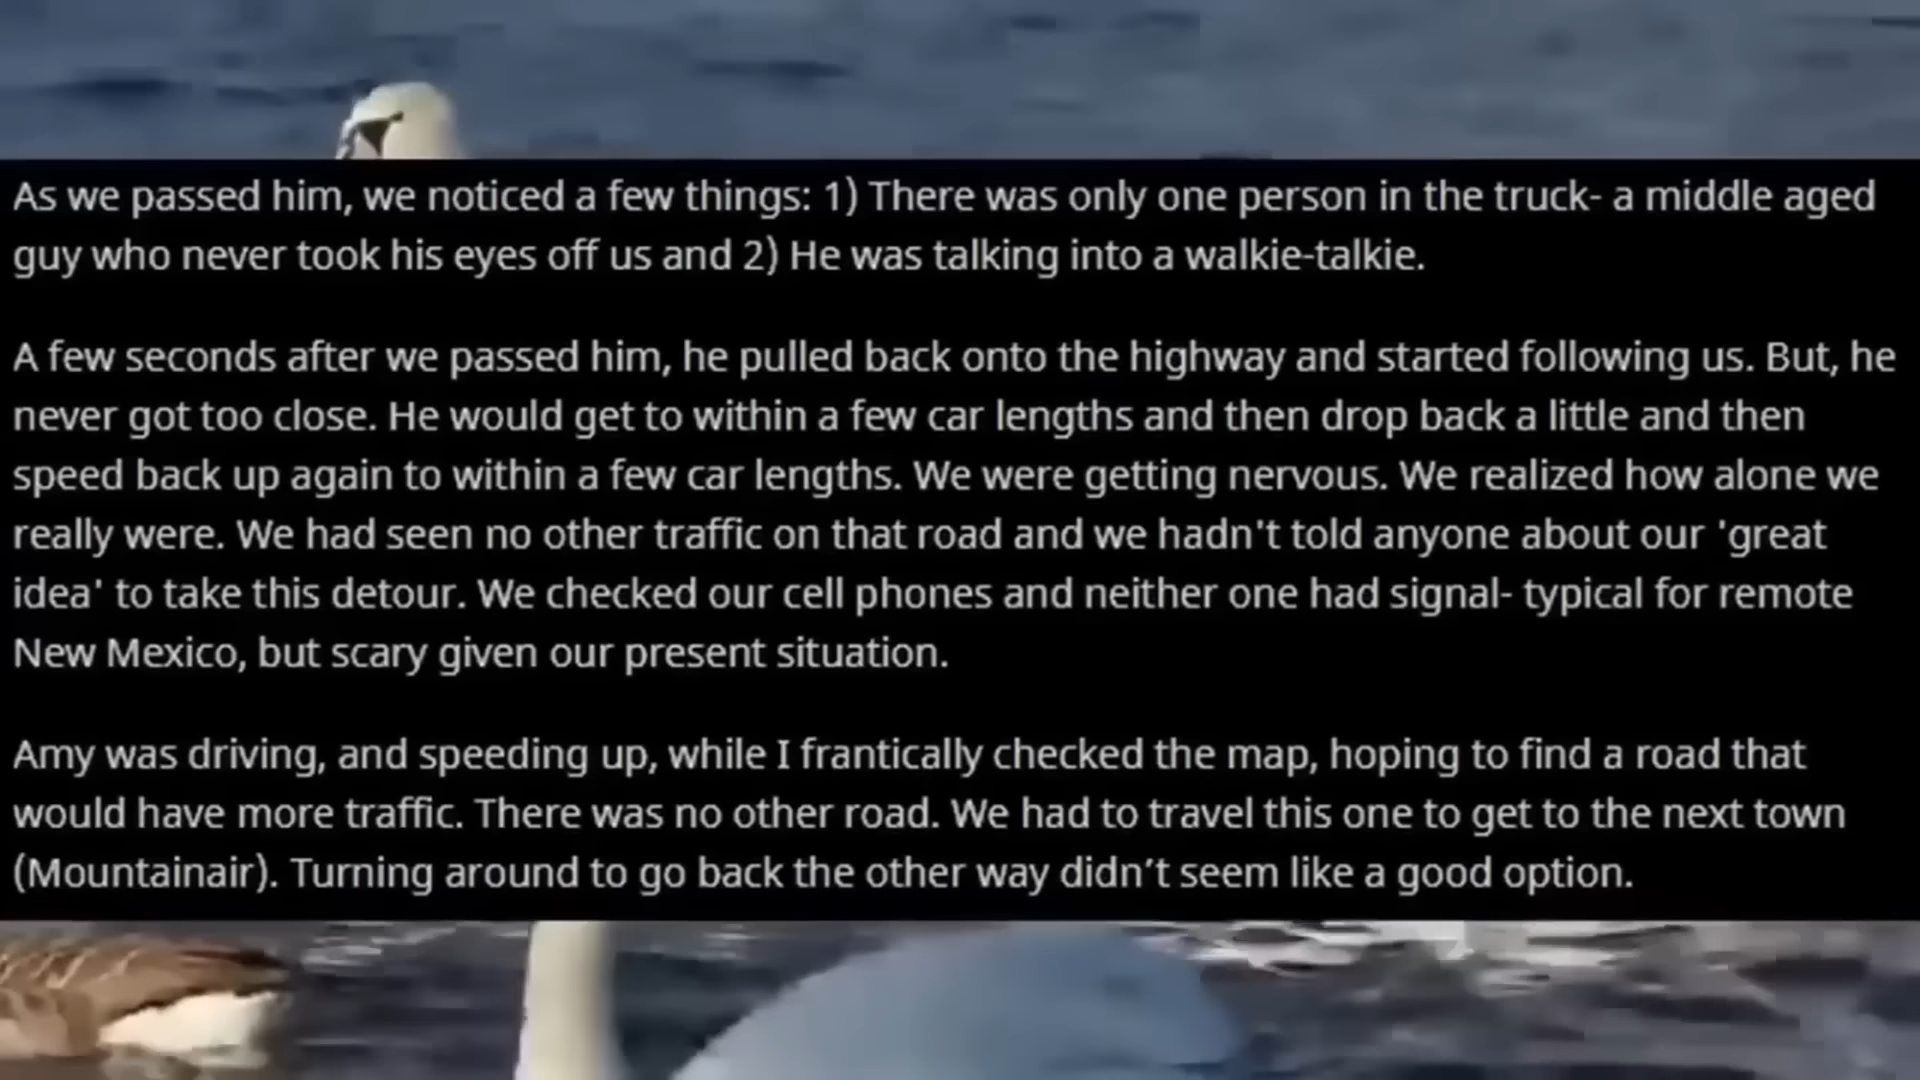 As we passed him, we noticed a few things: 1) There was only one person in the truck- a middle aged
guy who never took his eyes off us and 2) He was talking into a walkie-talkie.
A few seconds after we passed him, he pulled back onto the highway and started following us. But, he
never got too close. He would get to within a few car lengths and then drop back a little and then
speed back up again to within a few car lengths. We were getting nervous. We realized how alone we
really were. We had seen no other traffic on that road and we hadn't told anyone about our 'great
idea' to take this detour. We checked our cell phones and neither one had signal- typical for remote
New Mexico, but scary given our present situation.
Amy was driving, and speeding up, while I frantically checked the map, hoping to find a road that
would have more traffic. There was no other road. We had to travel this one to get to the next town
(Mountainair). Turning around to go back the other way didn’t seem like a good option.